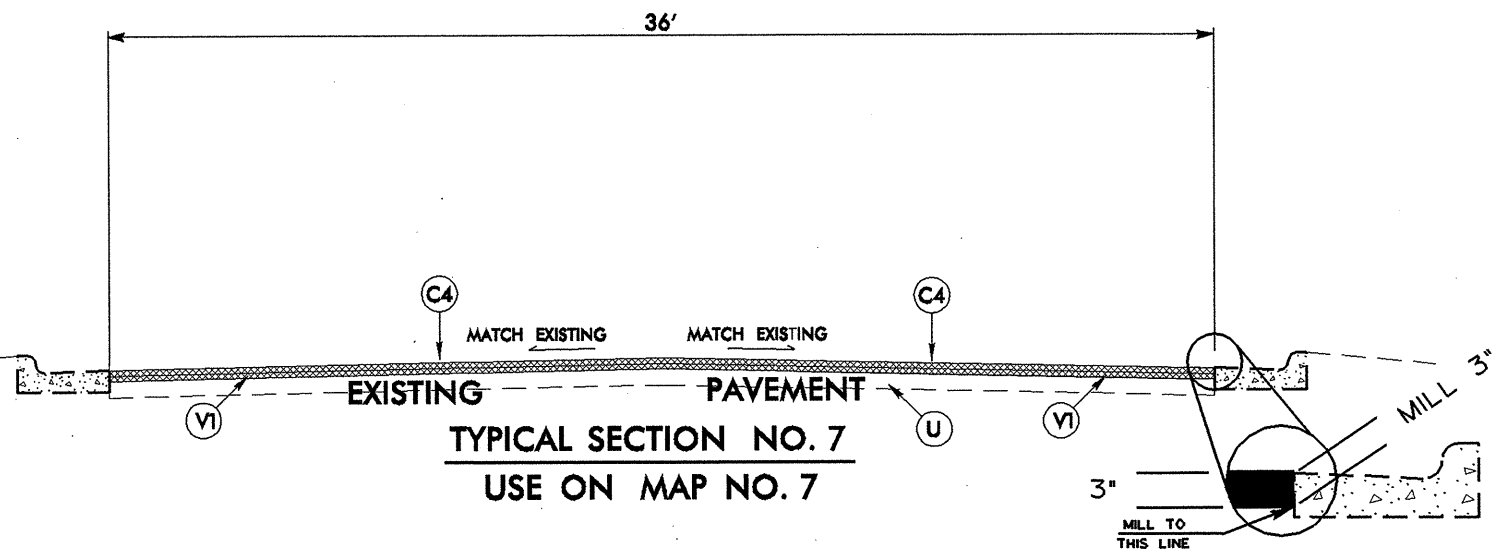 36'
C4
C4
MATCH EXISTING
MATCH EXISTING
EXISTING
PAVEMENT
V1
U
V1
TYPICAL SECTION NO. 7
USE ON MAP NO. 7
MILL 3"
3"
MILL TO
THIS LINE